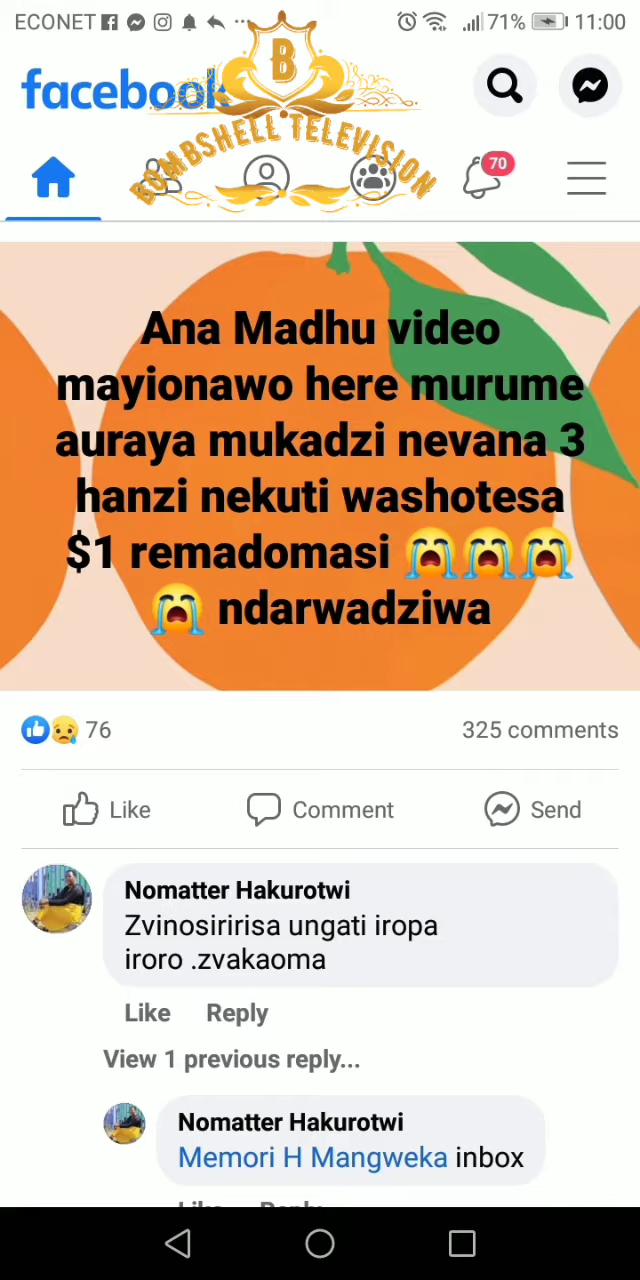 ECONET
71%
11:00
facebook
B
BOMBSHELL TELEVISION
70
Ana Madhu video
mayionawo here murume
auraya mukadzi nevana 3
hanzi nekuti washotesa
$1 remadomasi 😭😭😭
😭 ndarwadziwa
76
325 comments
Like
Comment
Send
Nomatter Hakurotwi
Zvinosiririsa ungati iropa
iroro .zvakaoma
Like Reply
View 1 previous reply...
Nomatter Hakurotwi
Memori H Mangweka inbox
Like Reply